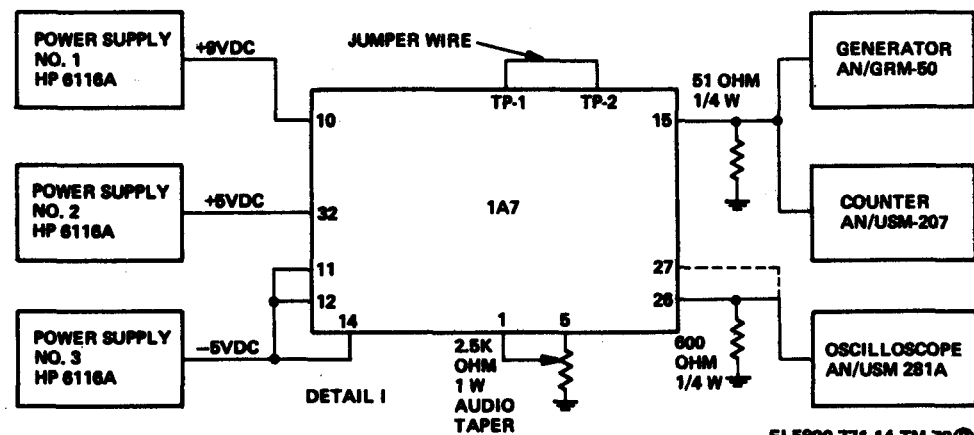 POWER SUPPLY
NO. 1
HP 6116A
+9VDC
JUMPER WIRE
TP-1
TP-2
10
15
51 OHM
1/4 W
GENERATOR
AN/GRM-50
POWER SUPPLY
NO. 2
HP 6116A
+5VDC
32
1A7
COUNTER
AN/USM-207
11
12
14
1
5
27
26
POWER SUPPLY
NO. 3
HP 6116A
-5VDC
DETAIL I
2.5K
OHM
1 W
AUDIO
TAPER
600
OHM
1/4 W
OSCILLOSCOPE
AN/USM 281A